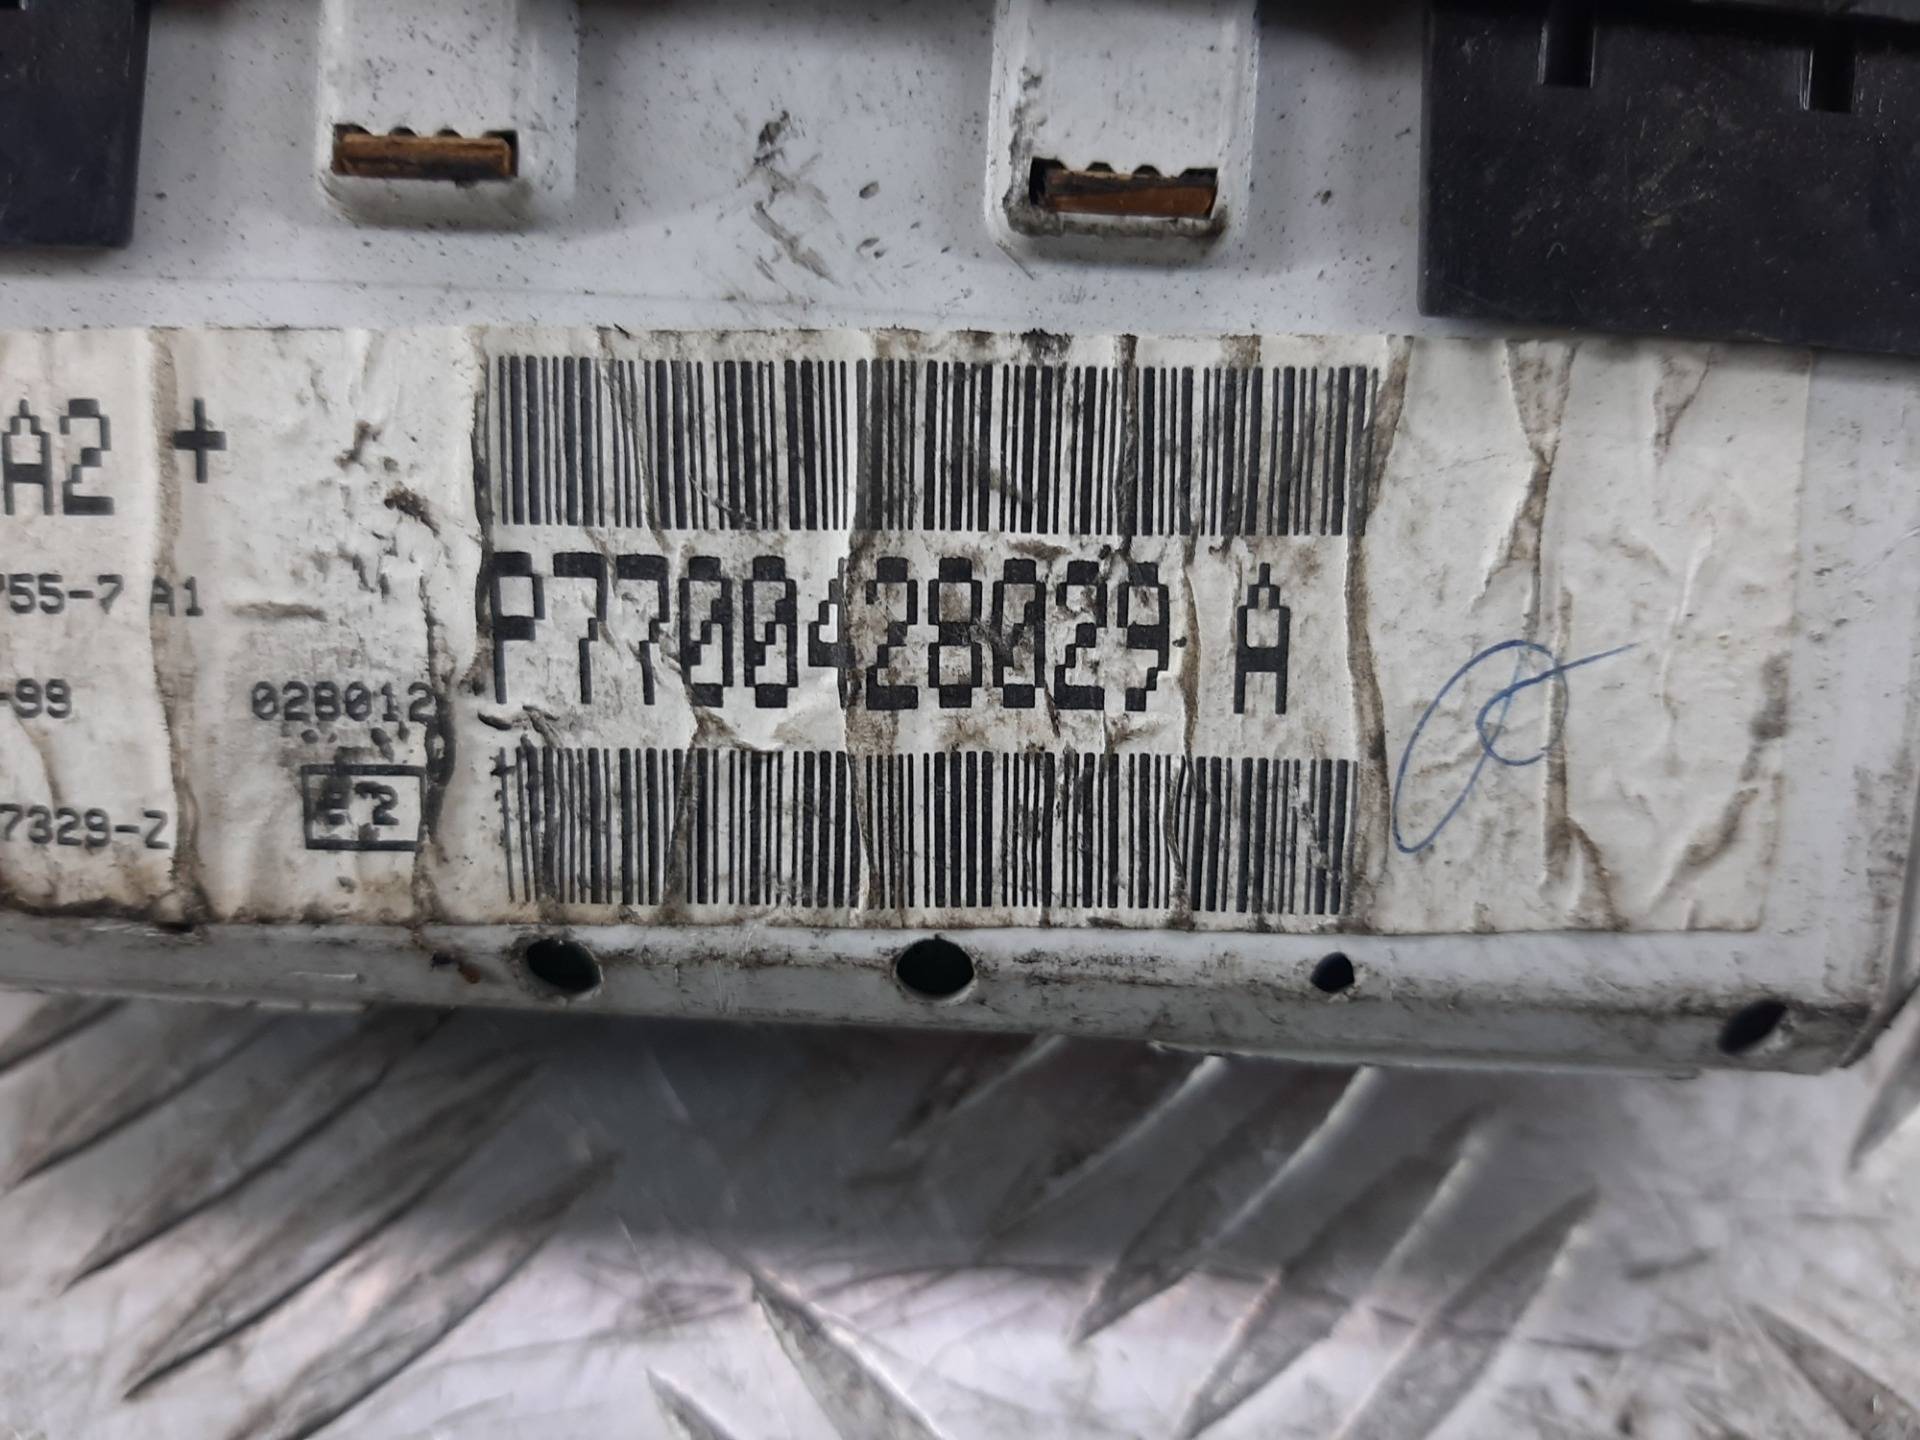 A2 +
P7700428029 A
755-7 A1
-99
028012
7329-Z